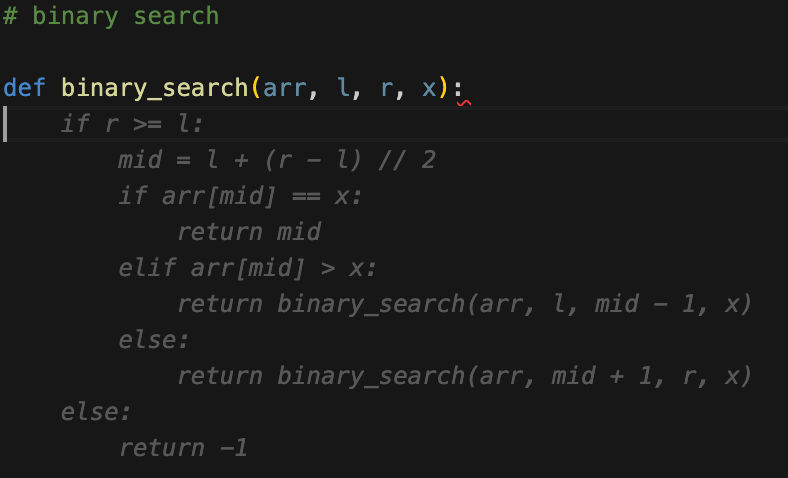 # binary search
def binary_search(arr, l, r, x):
    if r >= l:
        mid = l + (r - l) // 2
        if arr[mid] == x:
            return mid
        elif arr[mid] > x:
            return binary_search(arr, l, mid - 1, x)
        else:
            return binary_search(arr, mid + 1, r, x)
    else:
        return -1